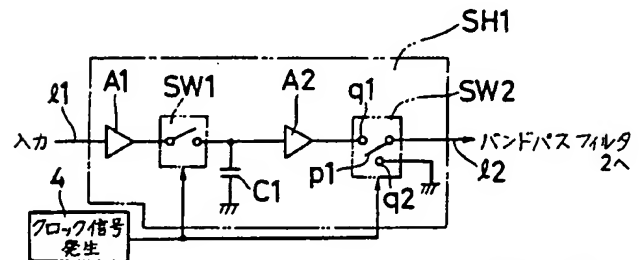 SH1
A1
SW1
A2
q1
SW2
ℓ1
入力
バンドパスフィルタ
2へ
p1
q2
ℓ2
C1
4
クロック信号
発生